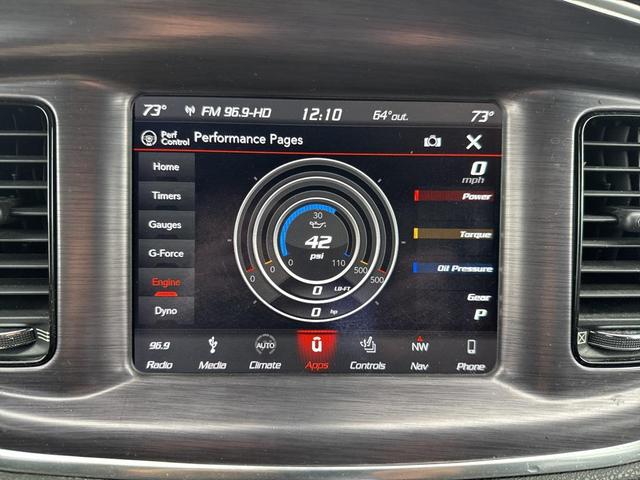 73° FM 96.9-HD 12:10 64°out. 73°
Perf Control Performance Pages
Home
Timers
Gauges
G-Force
Engine
Dyno
30
42
psi
0 110
0 0 500 500
0 LB-FT
0 hp
0
mph
Power
Torque
Oil Pressure
Gear
P
96.9 AUTO û NW
Radio Media Climate Apps Controls Nav Phone